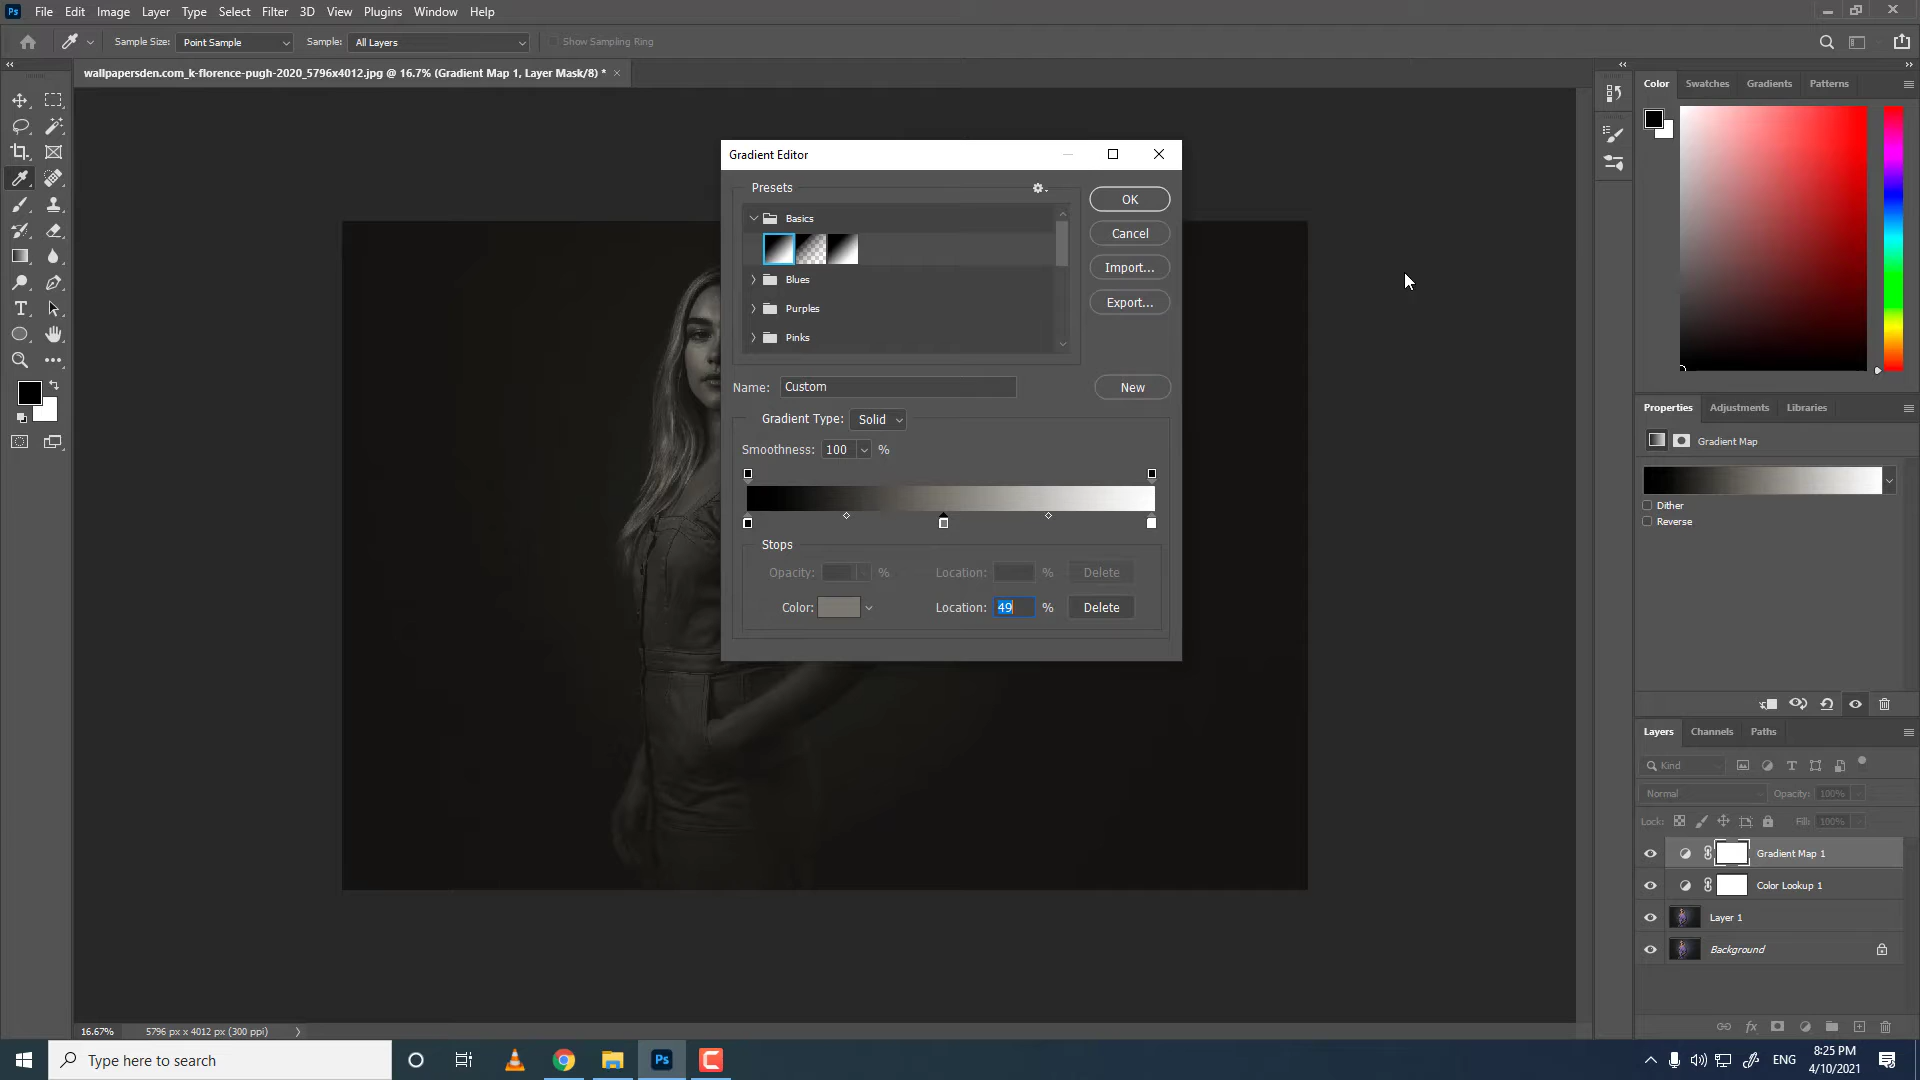 Ps File Edit Image Layer Type Select Filter 3D View Plugins Window Help
Sample Size: Point Sample Sample: All Layers Show Sampling Ring
wallpapersden.com_k-florence-pugh-2020_5796x4012.jpg @ 16.7% (Gradient Map 1, Layer Mask/8) * ×
Color Swatches Gradients Patterns
Gradient Editor
Presets
OK
Basics
Cancel
Import...
Blues
Export...
Purples
Pinks
Name: Custom New
Gradient Type: Solid
Smoothness: 100 %
Stops
Opacity: % Location: % Delete
Color: Location: 49 % Delete
Properties Adjustments Libraries
Gradient Map
Dither
Reverse
Layers Channels Paths
Kind
Normal Opacity: 100%
Lock: Fill: 100%
Gradient Map 1
Color Lookup 1
Layer 1
Background
fx
16.67% 5796 px x 4012 px (300 ppi)
Type here to search
Ps
ENG
8:25 PM
4/10/2021